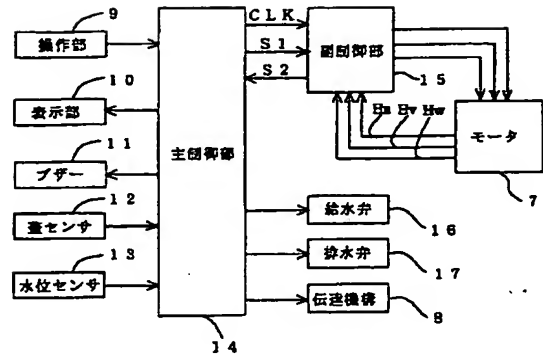 9
操作部
10
表示部
11
ブザー
12
蓋センサ
13
水位センサ
主制御部
14
CLK
S1
S2
副制御部
15
Hu
Hv
Hw
モータ
7
給水弁
16
排水弁
17
伝達機構
8